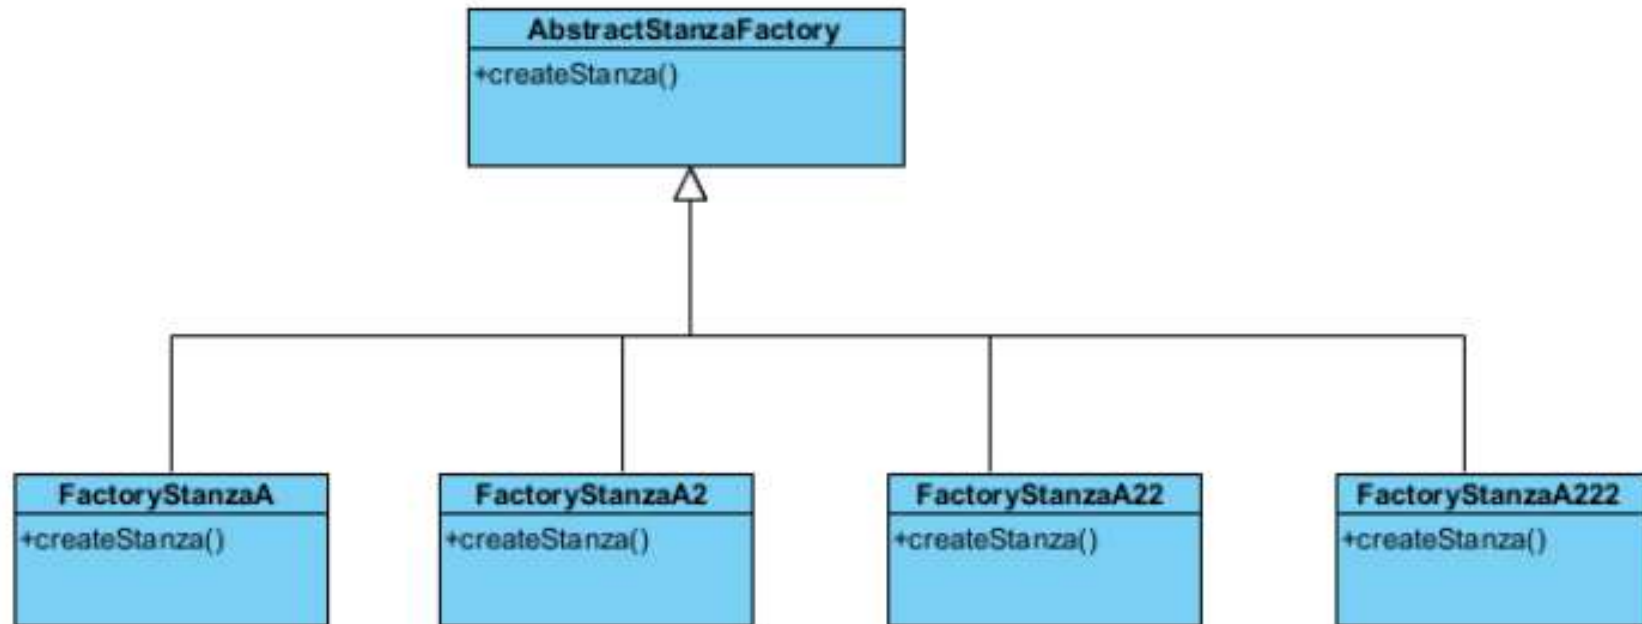 AbstractStanzaFactory
+createStanza()
FactoryStanzaA
+createStanza()
FactoryStanzaA2
+createStanza()
FactoryStanzaA22
+createStanza()
FactoryStanzaA222
+createStanza()